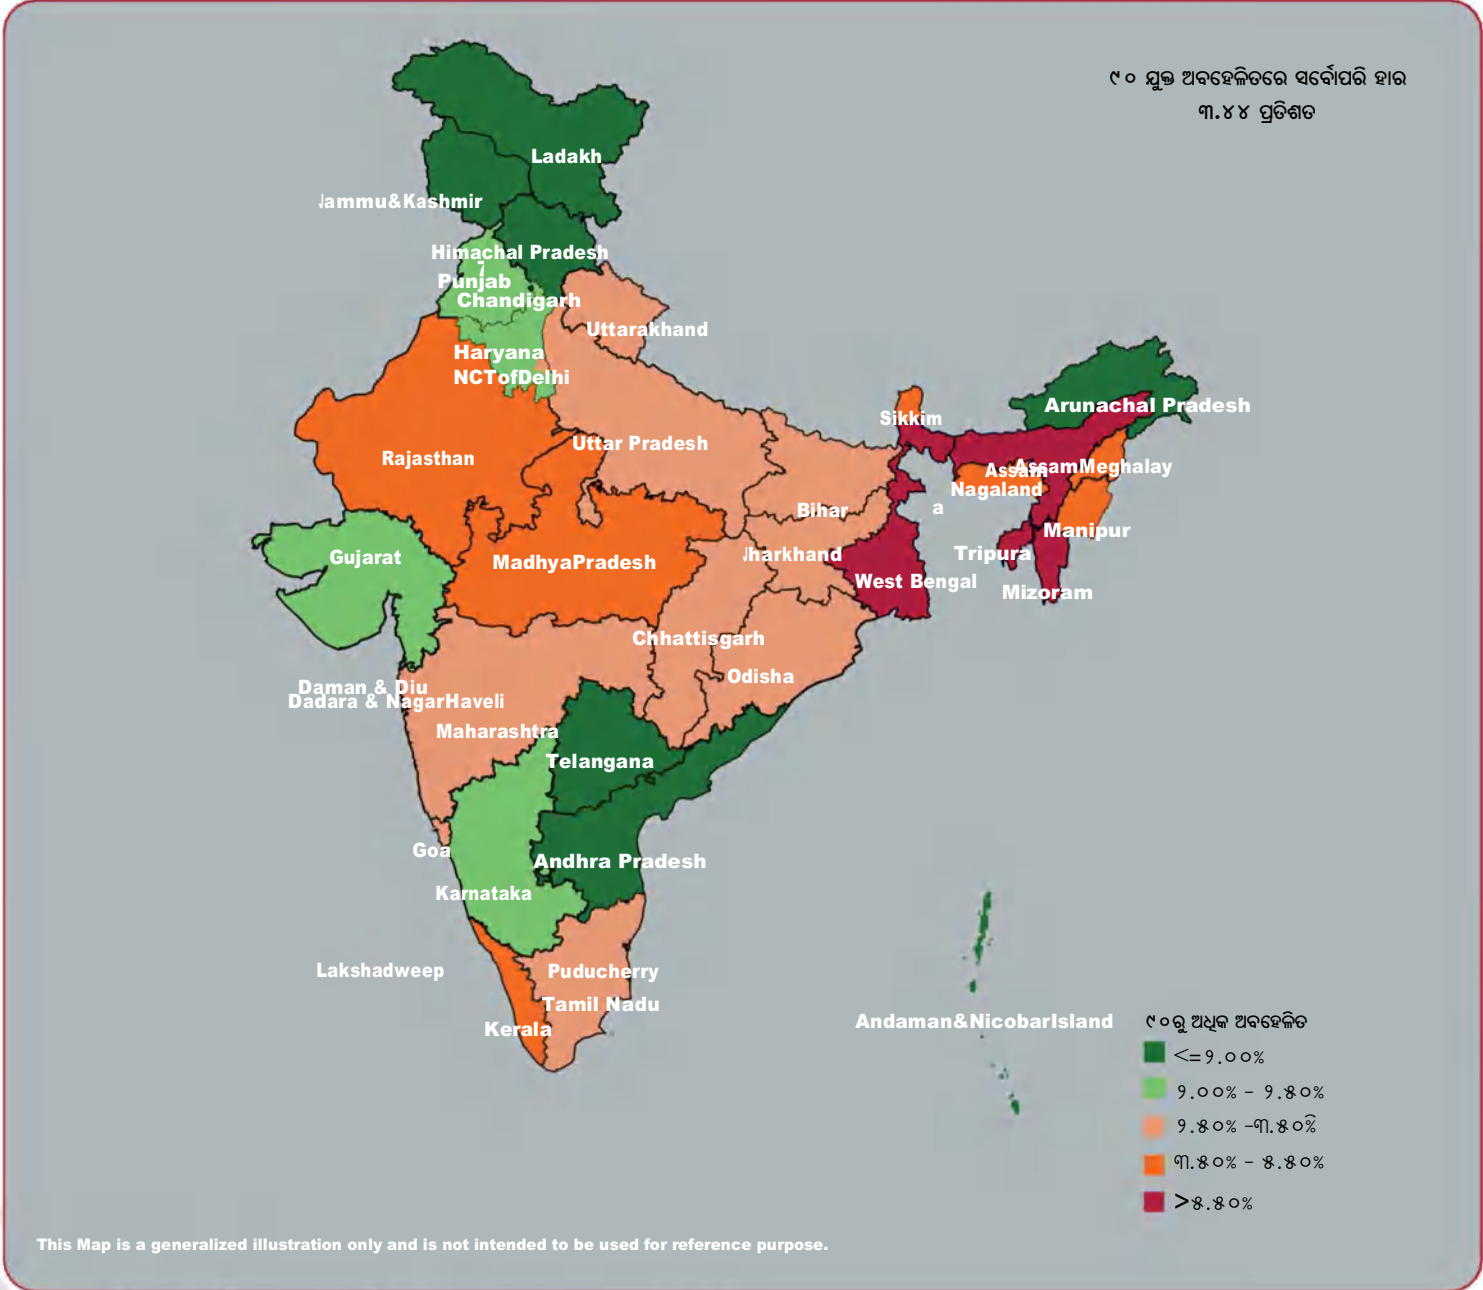 ୯୦ ଯୁକ୍ତ ଅବହେଳିତରେ ସର୍ବୋପରି ହାର
୩.୪୪ ପ୍ରତିଶତ
Ladakh
Jammu&Kashmir
Himachal Pradesh
7
Punjab
Chandigarh
Uttarakhand
Haryana
NCTofDelhi
Arunachal Pradesh
Sikkim
Uttar Pradesh
Rajasthan
Assam
AssamMeghalay
Nagaland
a
Bihar
Manipur
Gujarat
MadhyaPradesh
Jharkhand
Tripura
West Bengal
Mizoram
Chhattisgarh
Odisha
Daman & Diu
Dadara & NagarHaveli
Maharashtra
Telangana
Goa
Andhra Pradesh
Karnataka
Lakshadweep
Puducherry
Tamil Nadu
Kerala
Andaman&NicobarIsland
୯୦ରୁ ଅଧିକ ଅବହେଳିତ
<=୨.୦୦%
୨.୦୦% - ୨.୫୦%
୨.୫୦% -୩.୫୦%
୩.୫୦% - ୫.୫୦%
>୫.୫୦%
This Map is a generalized illustration only and is not intended to be used for reference purpose.